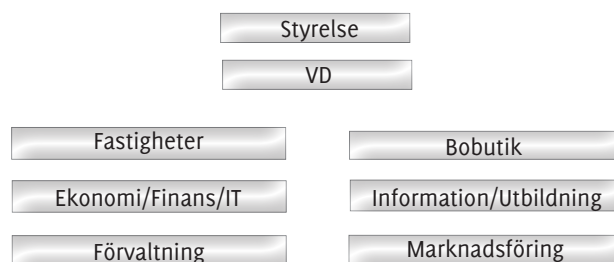 Styrelse
VD
Fastigheter
Bobutik
Ekonomi/Finans/IT
Information/Utbildning
Förvaltning
Marknadsföring